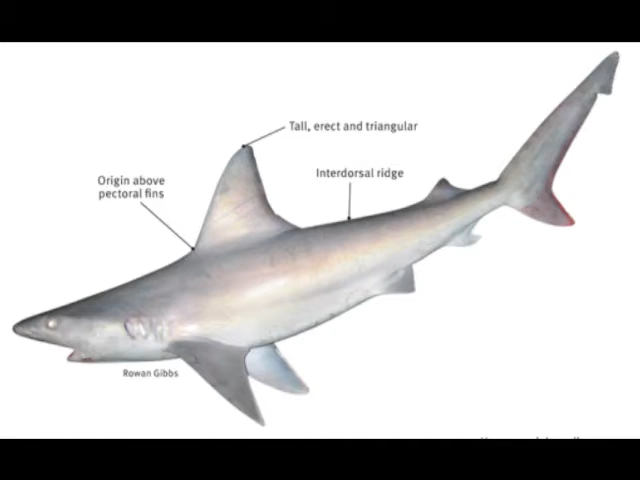 Tall, erect and triangular
Interdorsal ridge
Origin above
pectoral fins
Rowan Gibbs